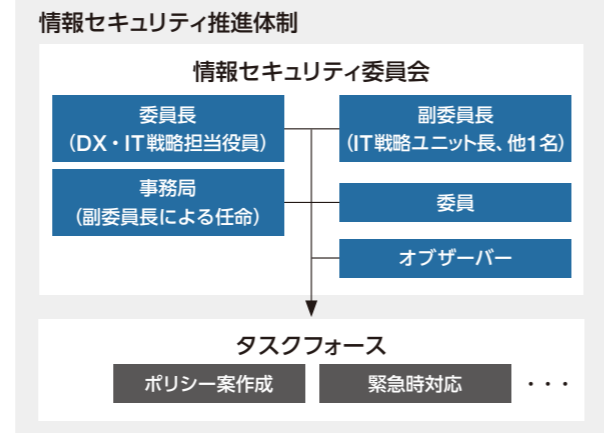 情報セキュリティ推進体制
情報セキュリティ委員会
委員長
（DX・IT戦略担当役員）
副委員長
（IT戦略ユニット長、他1名）
事務局
（副委員長による任命）
委員
オブザーバー
タスクフォース
ポリシー案作成
緊急時対応
・・・